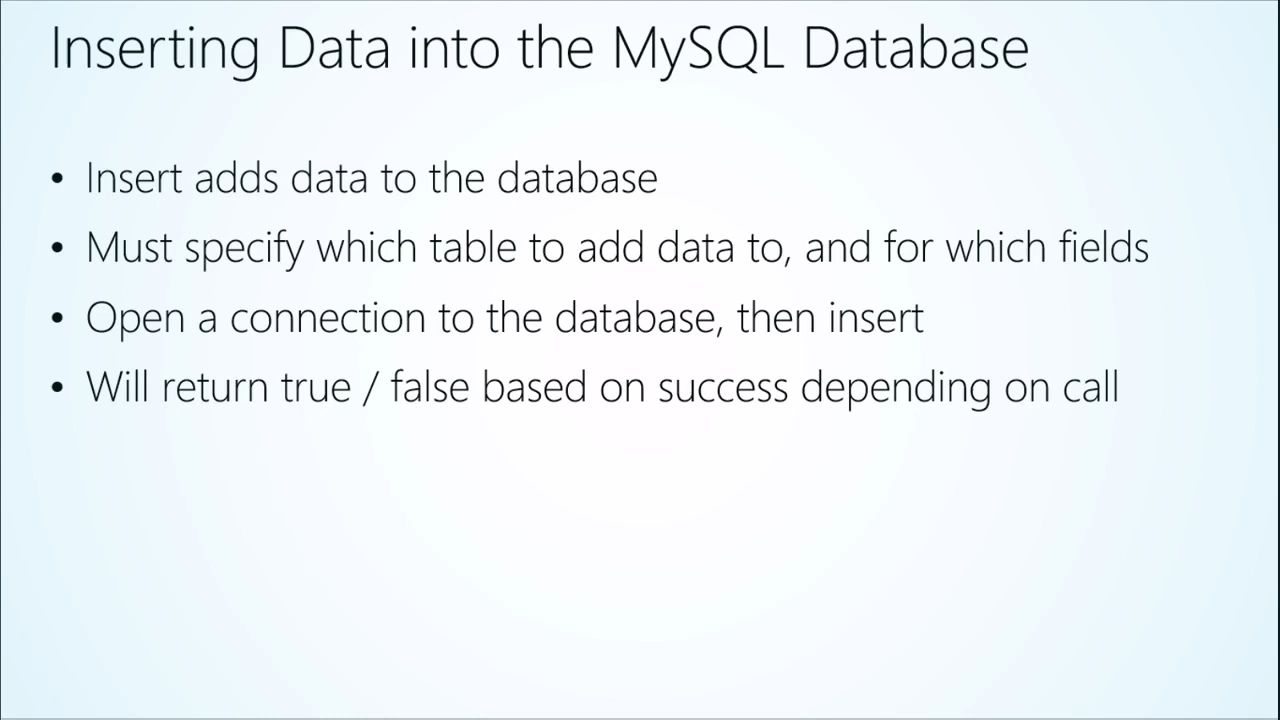 Inserting Data into the MySQL Database
• Insert adds data to the database
• Must specify which table to add data to, and for which fields
• Open a connection to the database, then insert
• Will return true / false based on success depending on call